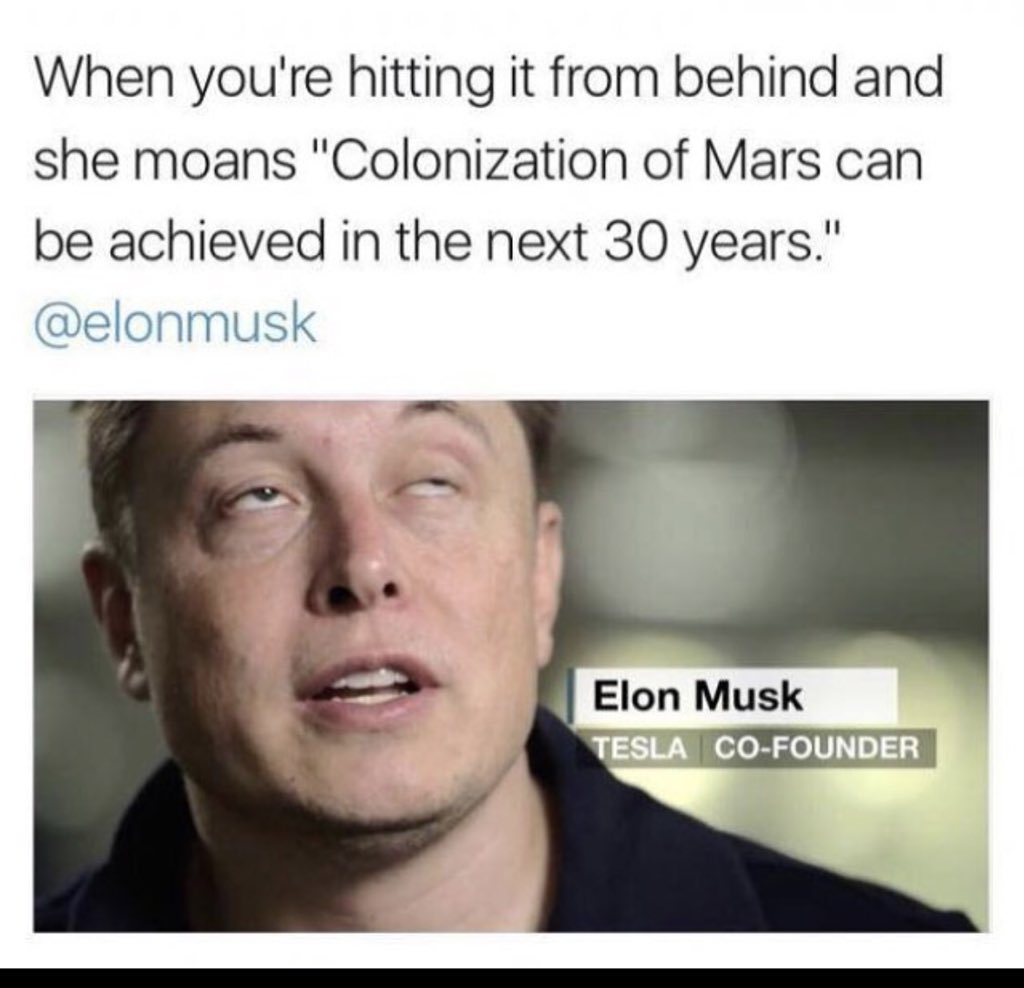 When you're hitting it from behind and
she moans "Colonization of Mars can
be achieved in the next 30 years."
@elonmusk
Elon Musk
TESLA CO-FOUNDER